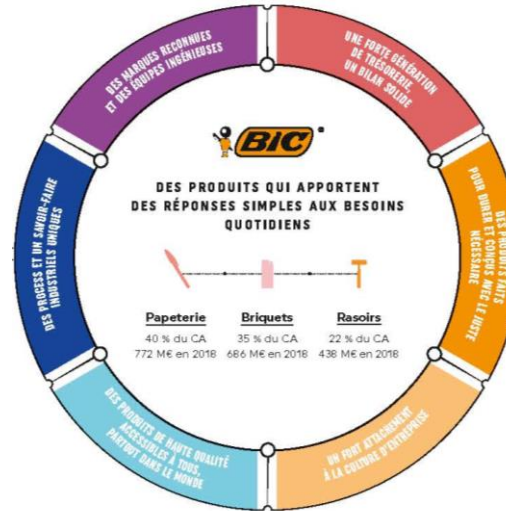 DES MARQUES RECONNUES
ET DES ÉQUIPES INGÉNIEUSES
UNE FORTE GÉNÉRATION
DE TRÉSORERIE,
UN BILAN SOLIDE
BIC
DES PRODUITS QUI APPORTENT
DES RÉPONSES SIMPLES AUX BESOINS
QUOTIDIENS
DES PROCESS ET UN SAVOIR-FAIRE
INDUSTRIELS UNIQUES
DES PRODUITS FAITS
POUR DURER ET CONÇUS AVEC LE JUSTE
NÉCESSAIRE
Papeterie
40 % du CA
772 M€ en 2018
Briquets
35 % du CA
686 M€ en 2018
Rasoirs
22 % du CA
438 M€ en 2018
DES PRODUITS DE HAUTE QUALITÉ
ACCESSIBLES À TOUS,
PARTOUT DANS LE MONDE
UN FORT ATTACHEMENT
À LA CULTURE D'ENTREPRISE